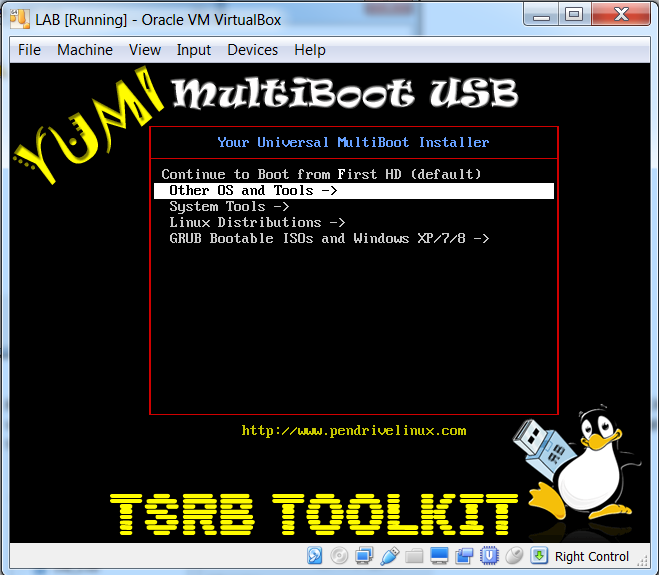 LAB [Running] - Oracle VM VirtualBox
File Machine View Input Devices Help
YUMI MultiBoot USB
Your Universal MultiBoot Installer
Continue to Boot from First HD (default)
Other OS and Tools ->
System Tools ->
Linux Distributions ->
GRUB Bootable ISOs and Windows XP/7/8 ->
http://www.pendrivelinux.com
TSRB TOOLKIT
Right Control